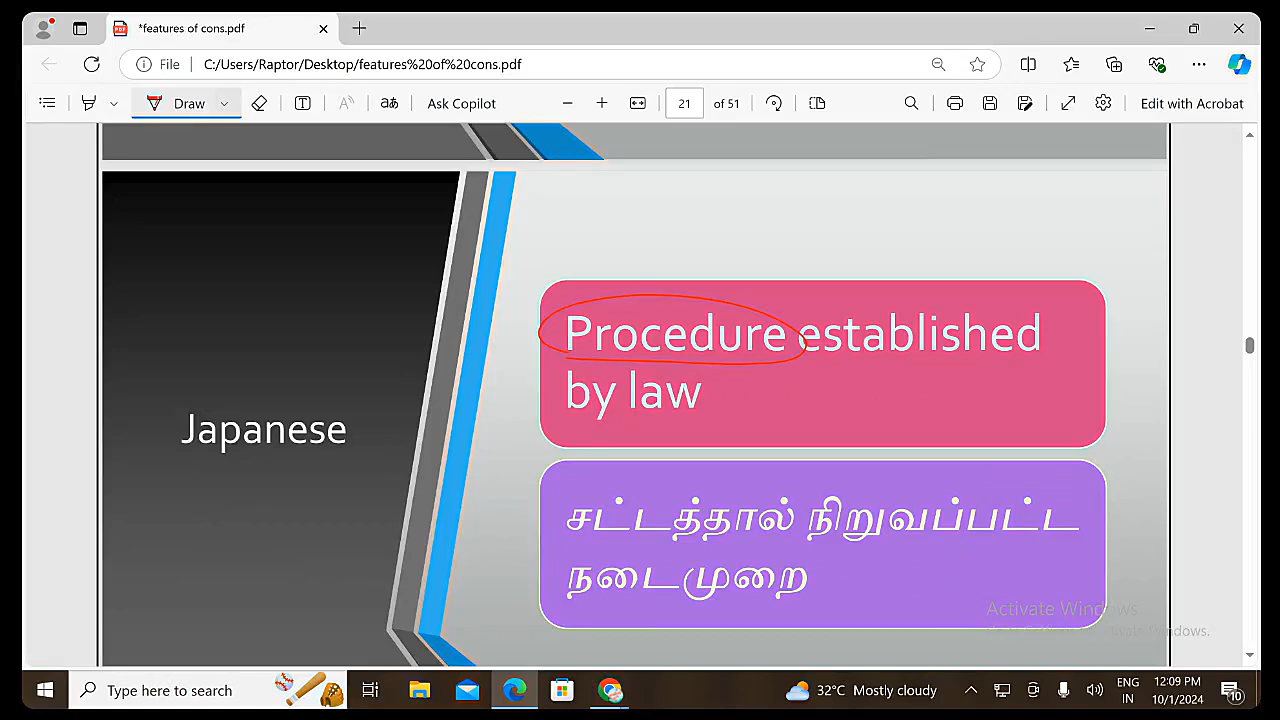 *features of cons.pdf
File C:/Users/Raptor/Desktop/features%20of%20cons.pdf
Draw
Ask Copilot
21 of 51
Edit with Acrobat
Japanese
Procedure established
by law
சட்டத்தால் நிறுவப்பட்ட
நடைமுறை
Activate Windows
Type here to search
32°C Mostly cloudy
ENG
IN
12:09 PM
10/1/2024
10